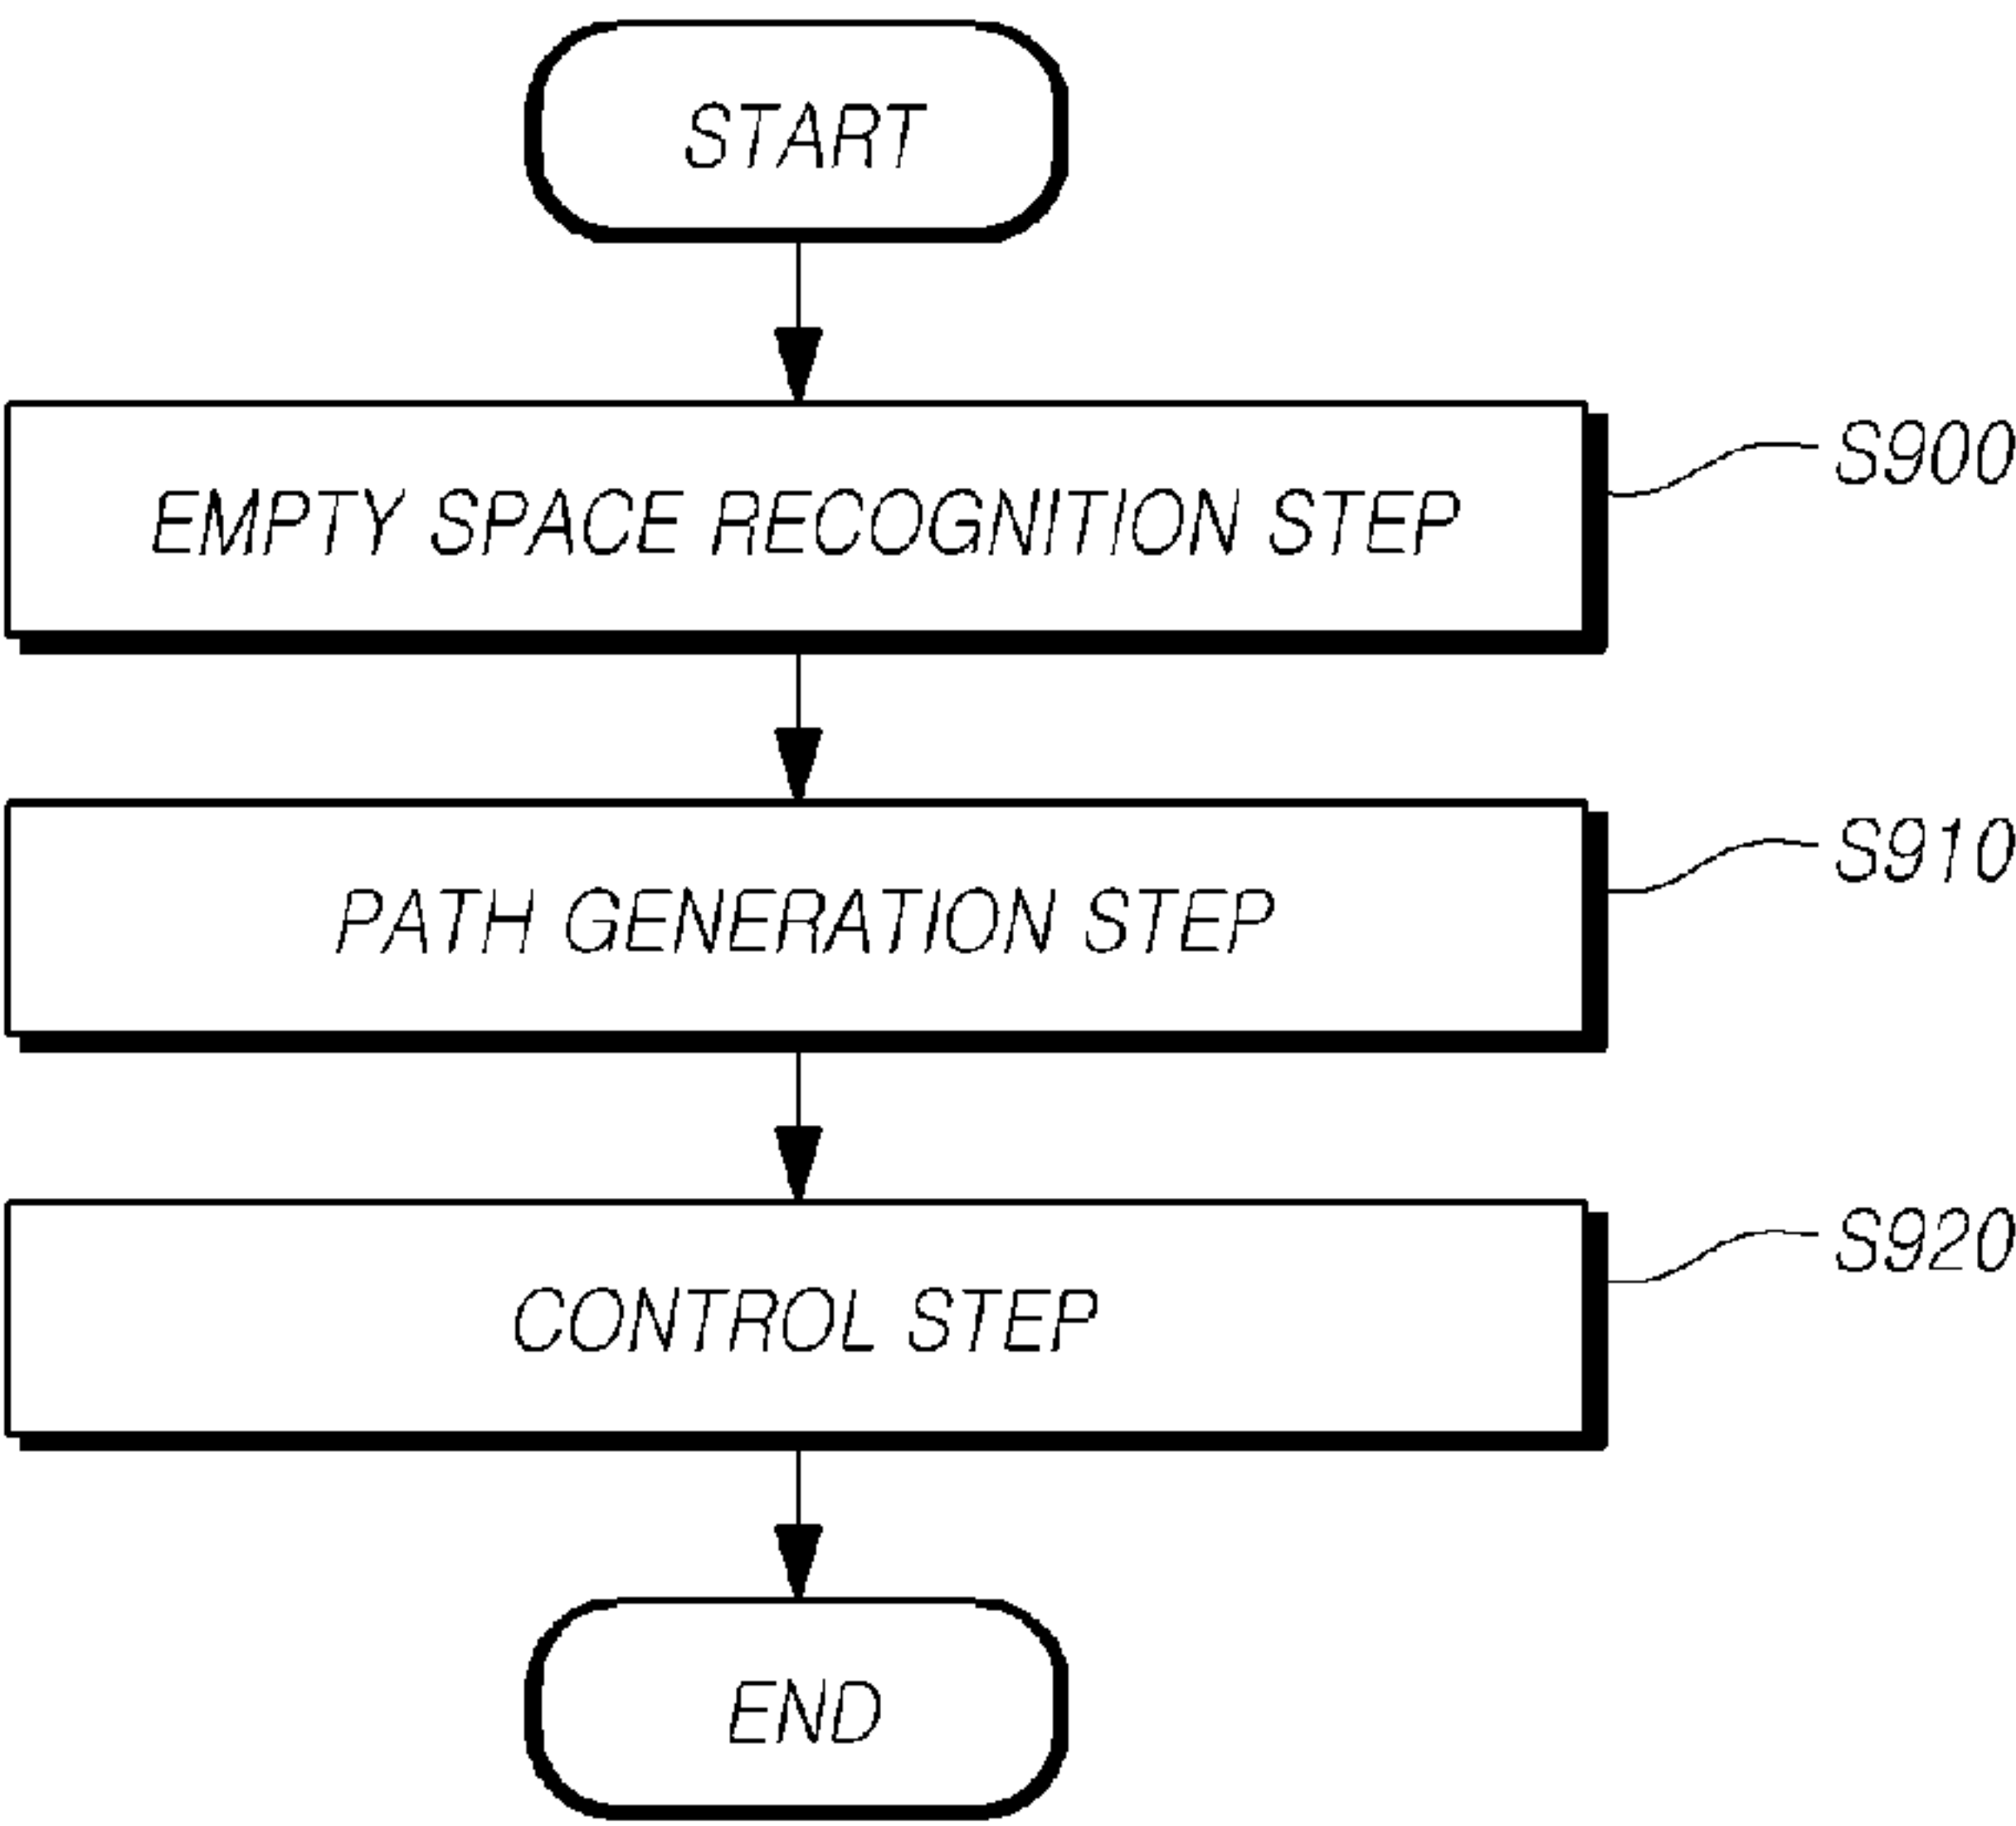 START
EMPTY SPACE RECOGNITION STEP
S900
PATH GENERATION STEP
S910
CONTROL STEP
S920
END